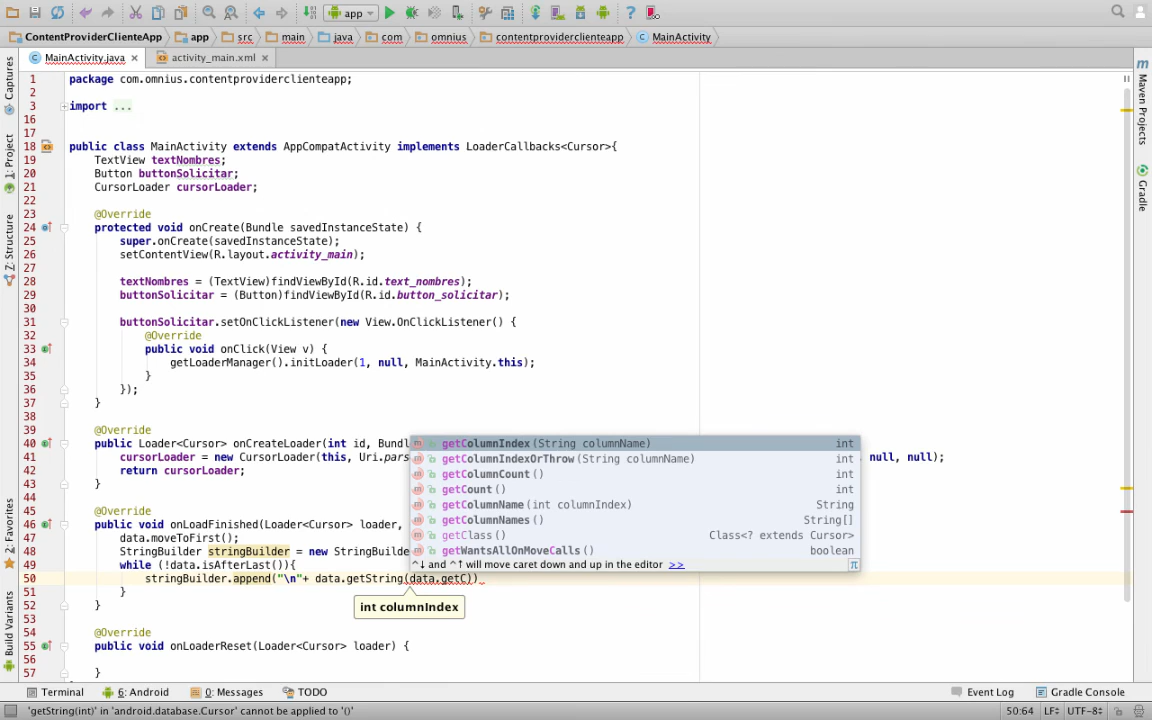 app
ContentProviderClienteApp app src main java com omnius contentproviderclienteapp MainActivity
MainActivity.java activity_main.xml
Captures
1: Project
7: Structure
2: Favorites
Build Variants
Maven Projects
Gradle
1 package com.omnius.contentproviderclienteapp;
2
3 import ...
16
17
18 public class MainActivity extends AppCompatActivity implements LoaderCallbacks<Cursor>{
19 TextView textNombres;
20 Button buttonSolicitar;
21 CursorLoader cursorLoader;
22
23 @Override
24 protected void onCreate(Bundle savedInstanceState) {
25 super.onCreate(savedInstanceState);
26 setContentView(R.layout.activity_main);
27
28 textNombres = (TextView)findViewById(R.id.text_nombres);
29 buttonSolicitar = (Button)findViewById(R.id.button_solicitar);
30
31 buttonSolicitar.setOnClickListener(new View.OnClickListener() {
32 @Override
33 public void onClick(View v) {
34 getLoaderManager().initLoader(1, null, MainActivity.this);
35 }
36 });
37 }
38
39 @Override
40 public Loader<Cursor> onCreateLoader(int id, Bundl
41 cursorLoader = new CursorLoader(this, Uri.pars null, null);
42 return cursorLoader;
43 }
44
45 @Override
46 public void onLoadFinished(Loader<Cursor> loader,
47 data.moveToFirst();
48 StringBuilder stringBuilder = new StringBuilde
49 while (!data.isAfterLast()){
50 stringBuilder.append("\n"+ data.getString(data.getC))
51 }
52 }
53
54 @Override
55 public void onLoaderReset(Loader<Cursor> loader) {
56
57 }
getColumnIndex(String columnName) int
getColumnIndexOrThrow(String columnName) int
getColumnCount() int
getCount() int
getColumnName(int columnIndex) String
getColumnNames() String[]
getClass() Class<? extends Cursor>
getWantsAllOnMoveCalls() boolean
^↓ and ^↑ will move caret down and up in the editor >> π
int columnIndex
Terminal 6: Android 0: Messages TODO Event Log Gradle Console
'getString(int)' in 'android.database.Cursor' cannot be applied to '()' 50:64 LF UTF-8